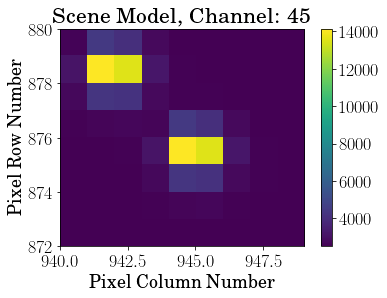 Scene Model, Channel: 45
880
878
876
874
872
940.0 942.5 945.0 947.5
Pixel Row Number
Pixel Column Number
14000
12000
10000
8000
6000
4000